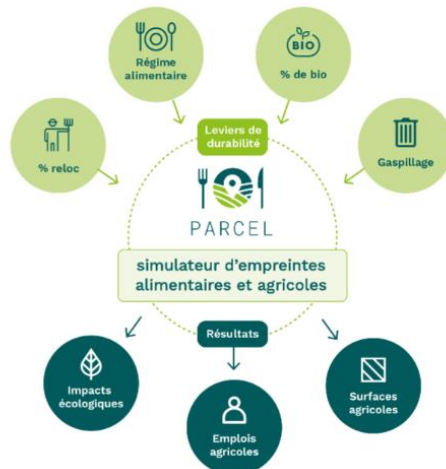 Régime
alimentaire
BIO
% de bio
% reloc
Leviers de
durabilité
Gaspillage
PARCEL
simulateur d'empreintes
alimentaires et agricoles
Résultats
Impacts
écologiques
Emplois
agricoles
Surfaces
agricoles